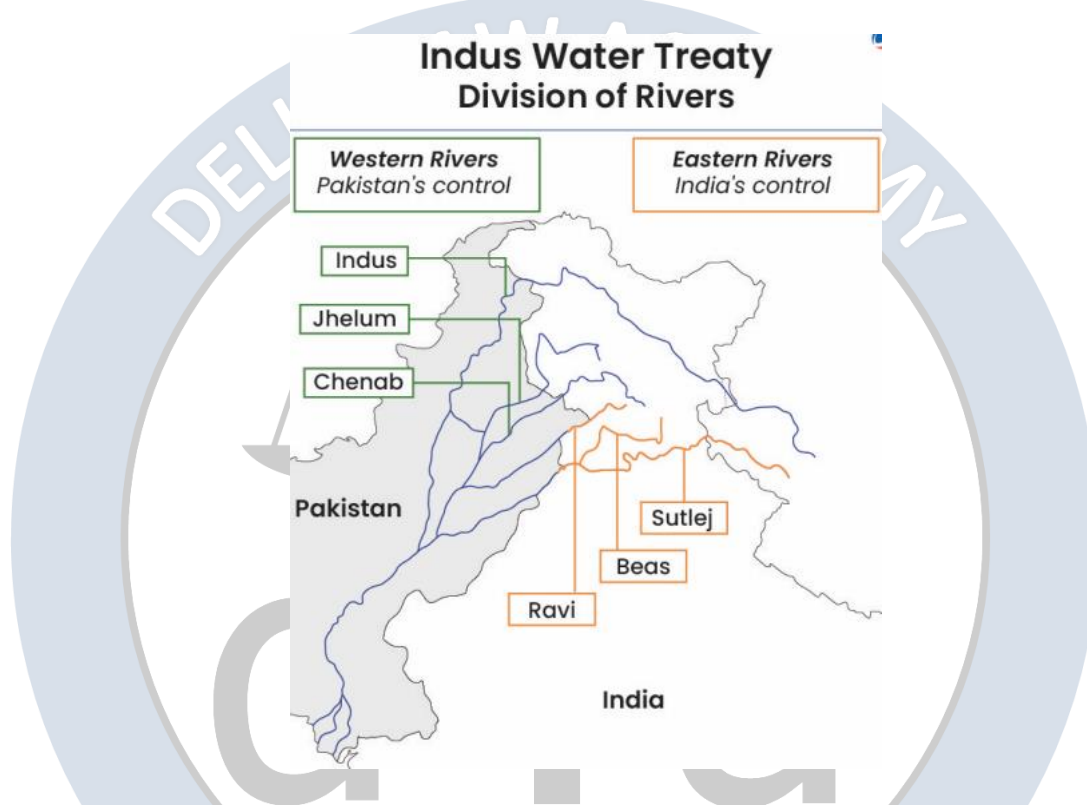 Indus Water Treaty
Division of Rivers
Western Rivers
Pakistan's control
Eastern Rivers
India's control
Indus
Jhelum
Chenab
Pakistan
Sutlej
Beas
Ravi
India